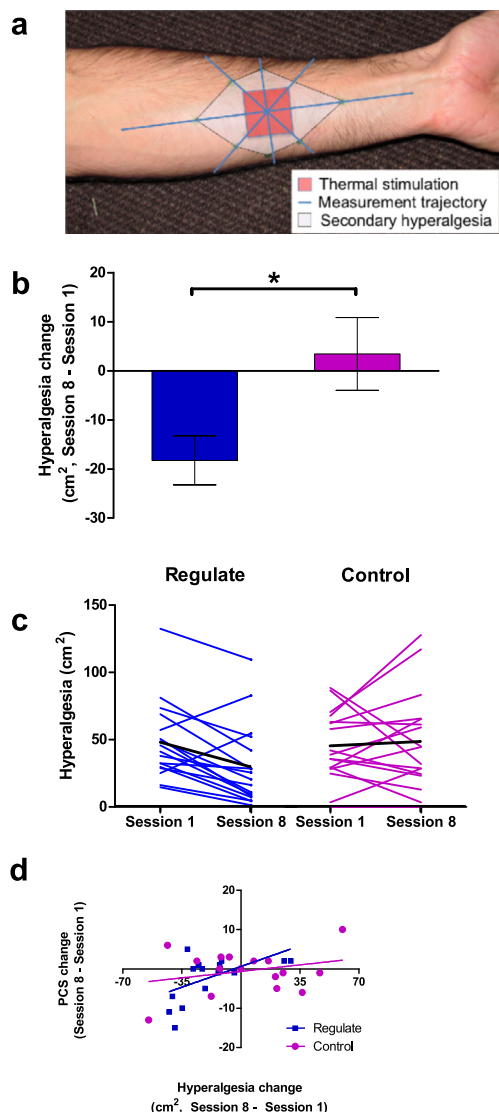 a
Thermal stimulation
Measurement trajectory
Secondary hyperalgesia
b
Hyperalgesia change
(cm², Session 8 - Session 1)
20
10
0
-10
-20
-30
*
Regulate Control
c
Hyperalgesia (cm²)
150
100
50
0
Session 1 Session 8 Session 1 Session 8
d
PCS change
(Session 8 - Session 1)
20
10
-70 -35 35 70
-10
-20
Regulate
Control
Hyperalgesia change
(cm², Session 8 - Session 1)